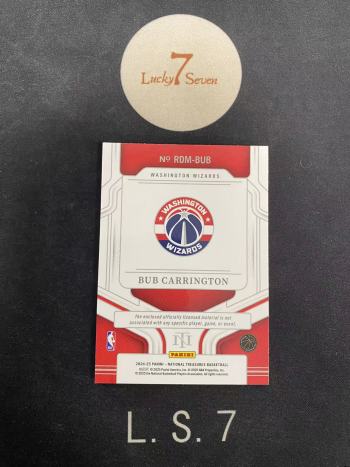 Lucky 7 Seven
No RDM-BUB
WASHINGTON WIZARDS
WASHINGTON
WIZARDS
BUB CARRINGTON
The enclosed officially licensed material is not
associated with any specific player, game, or event.
PANINI
2024-25 PANINI - NATIONAL TREASURES BASKETBALL
L.S.7